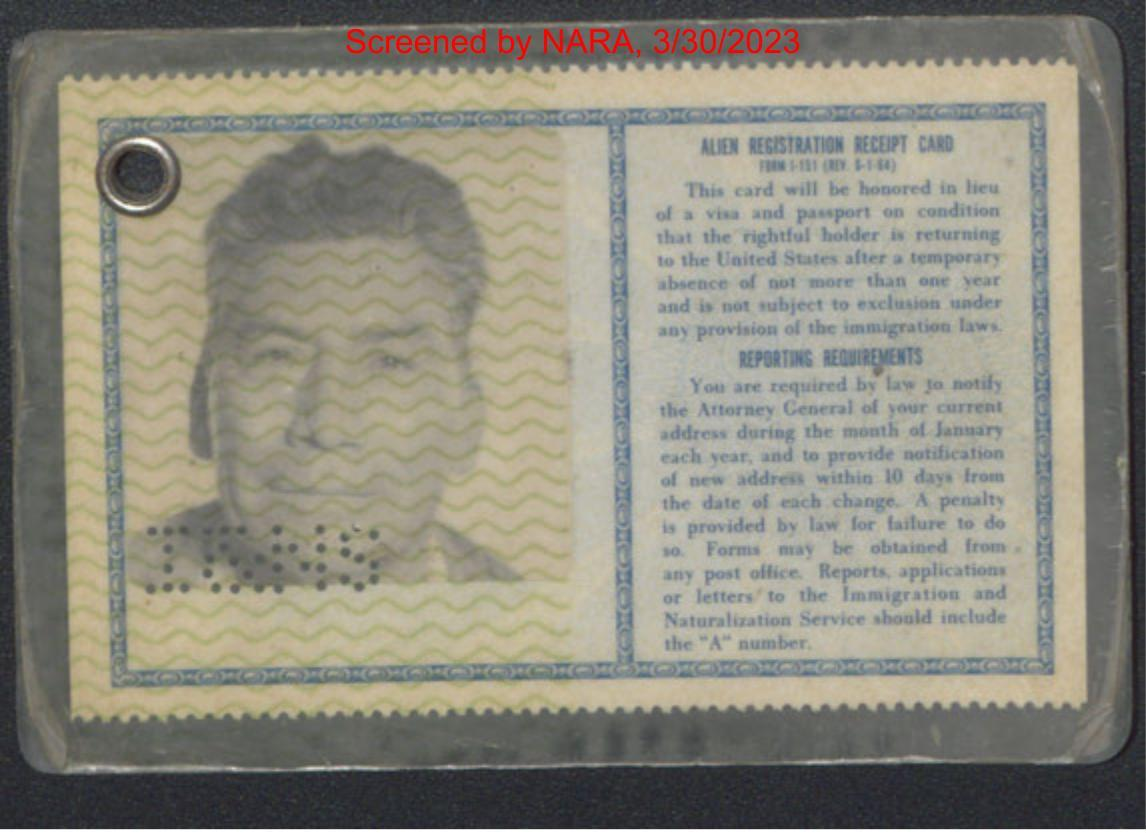 Screened by NARA, 3/30/2023
ALIEN REGISTRATION RECEIPT CARD
FORM I-151 (REV. 5-1-64)
This card will be honored in lieu
of a visa and passport on condition
that the rightful holder is returning
to the United States after a temporary
absence of not more than one year
and is not subject to exclusion under
any provision of the immigration laws.
REPORTING REQUIREMENTS
You are required by law to notify
the Attorney General of your current
address during the month of January
each year, and to provide notification
of new address within 10 days from
the date of each change. A penalty
is provided by law for failure to do
so. Forms may be obtained from
any post office. Reports, applications
or letters to the Immigration and
Naturalization Service should include
the "A" number.